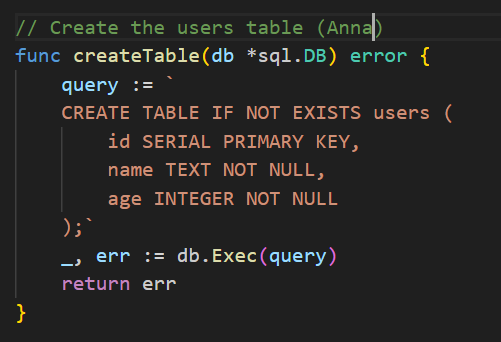 // Create the users table (Anna)
func createTable(db *sql.DB) error {
    query := `
    CREATE TABLE IF NOT EXISTS users (
        id SERIAL PRIMARY KEY,
        name TEXT NOT NULL,
        age INTEGER NOT NULL
    );`
    _, err := db.Exec(query)
    return err
}